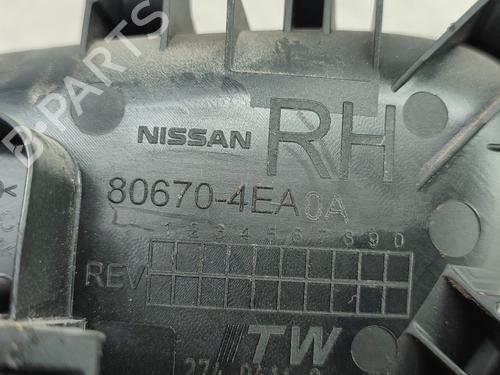 B-PARTS
NISSAN RH
80670-4EA0A
1 2 3 4 5 6 7 8 9 0
REV
TW